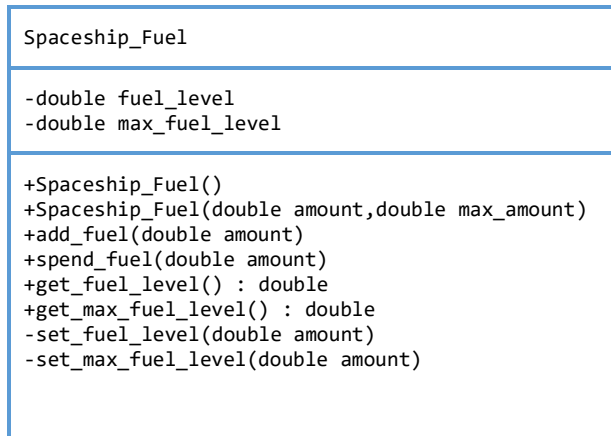 Spaceship_Fuel
-double fuel_level
-double max_fuel_level
+Spaceship_Fuel()
+Spaceship_Fuel(double amount,double max_amount)
+add_fuel(double amount)
+spend_fuel(double amount)
+get_fuel_level() : double
+get_max_fuel_level() : double
-set_fuel_level(double amount)
-set_max_fuel_level(double amount)